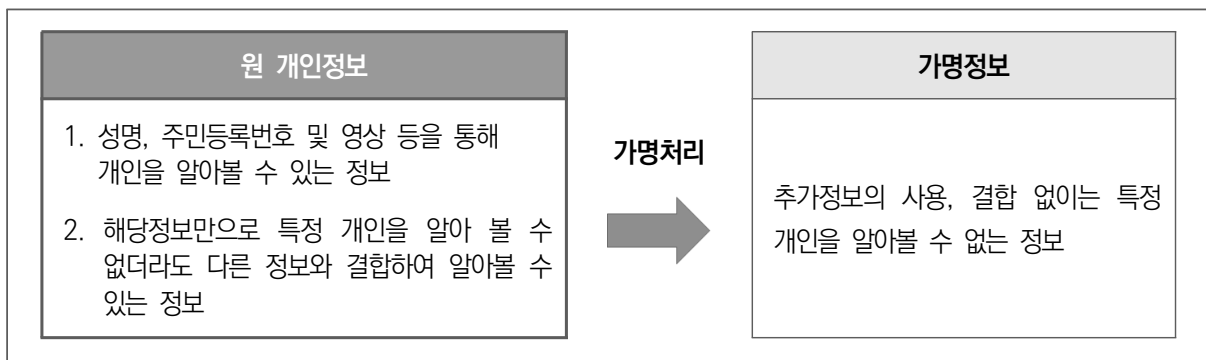 원 개인정보
1. 성명, 주민등록번호 및 영상 등을 통해
개인을 알아볼 수 있는 정보
2. 해당정보만으로 특정 개인을 알아 볼 수
없더라도 다른 정보와 결합하여 알아볼 수
있는 정보
가명처리
가명정보
추가정보의 사용, 결합 없이는 특정
개인을 알아볼 수 없는 정보